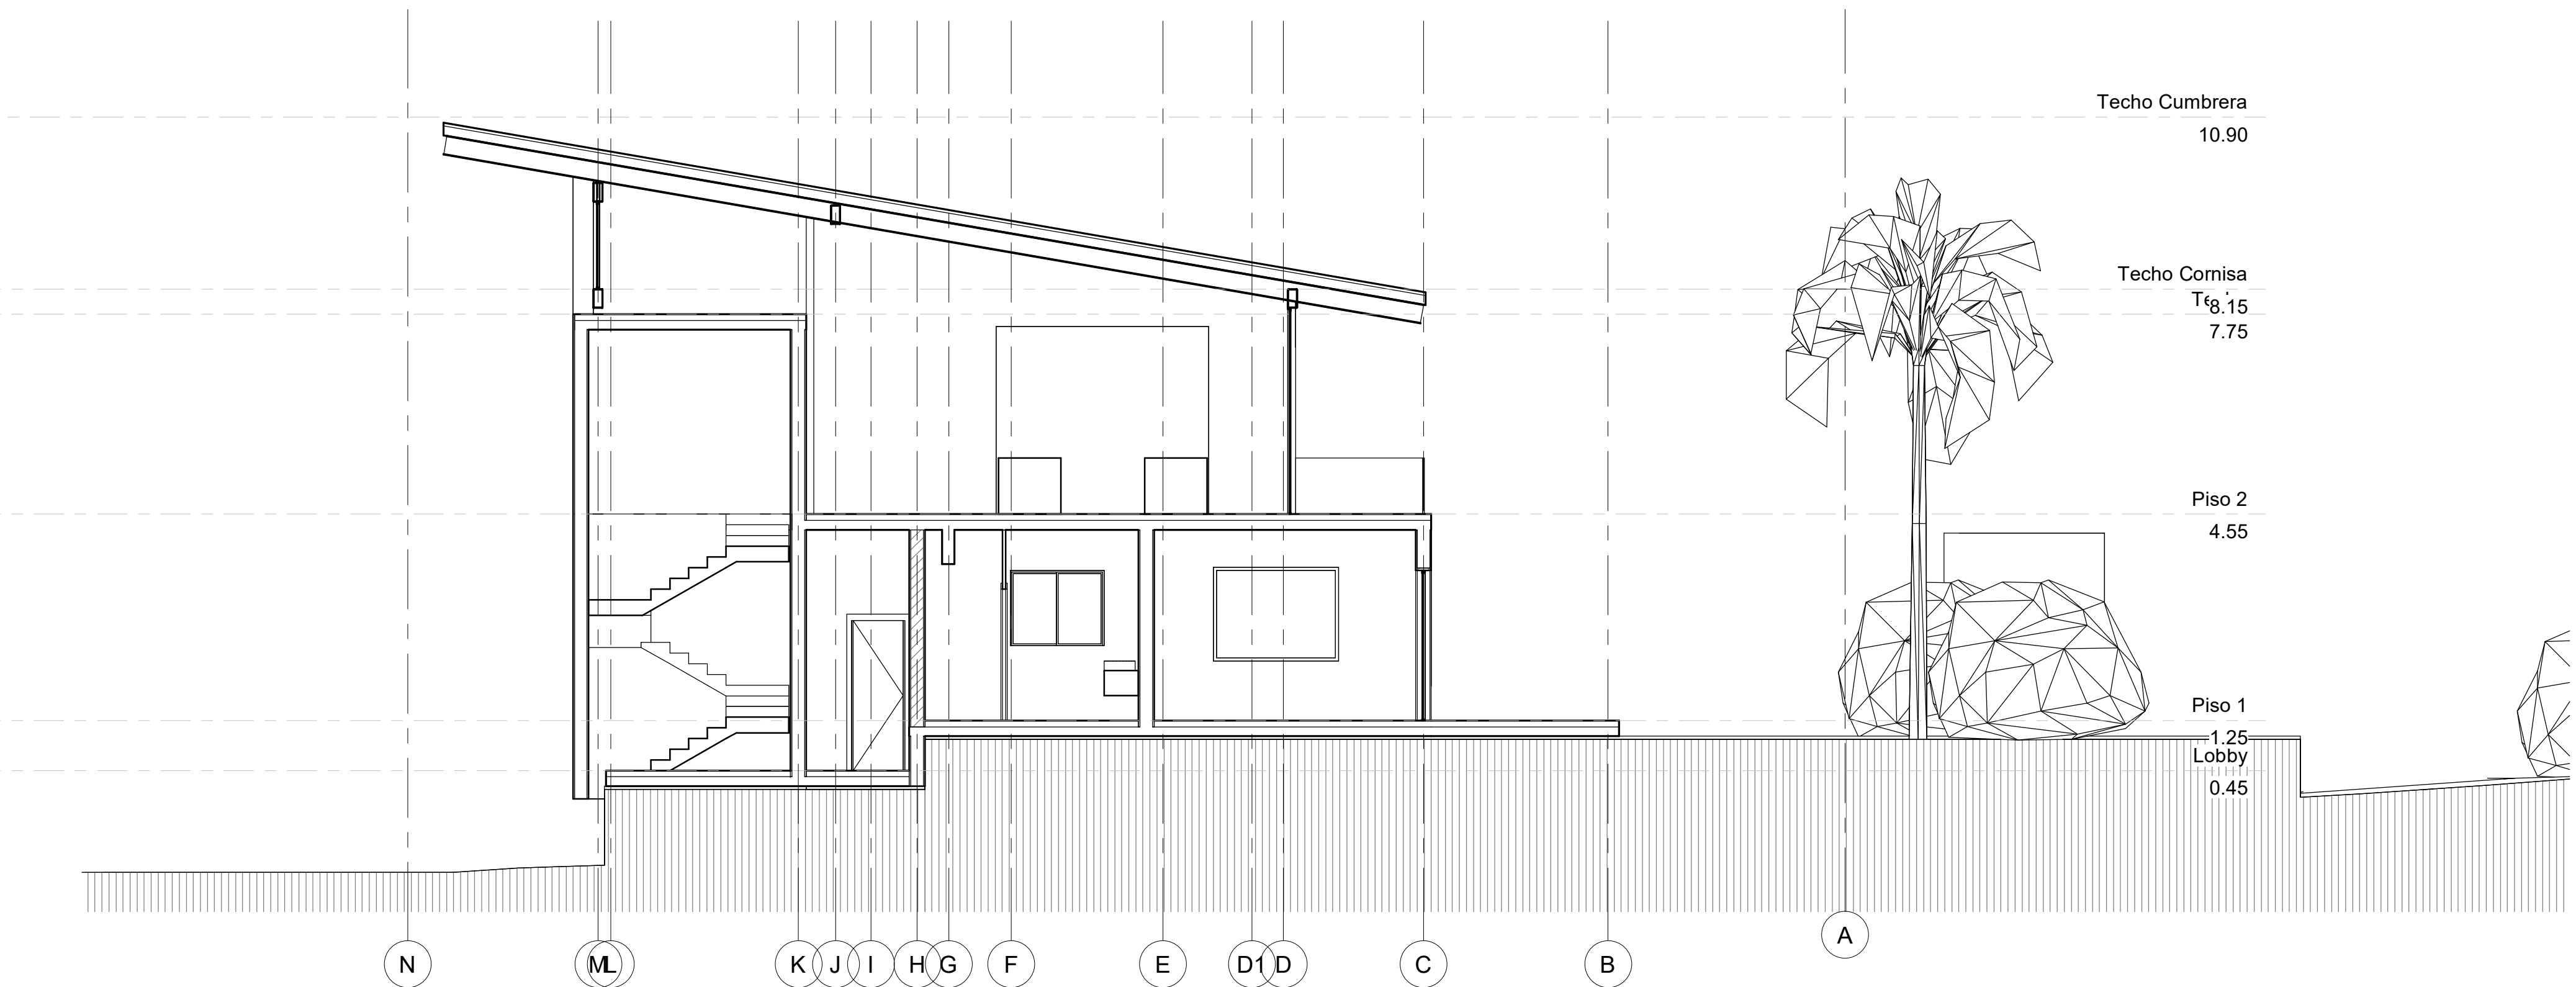 Techo Cumbrera
10.90
Techo Cornisa
8.15
7.75
Piso 2
4.55
Piso 1
1.25
Lobby
0.45
A
N
M
L
K
J
I
H
G
F
E
D1
D
C
B